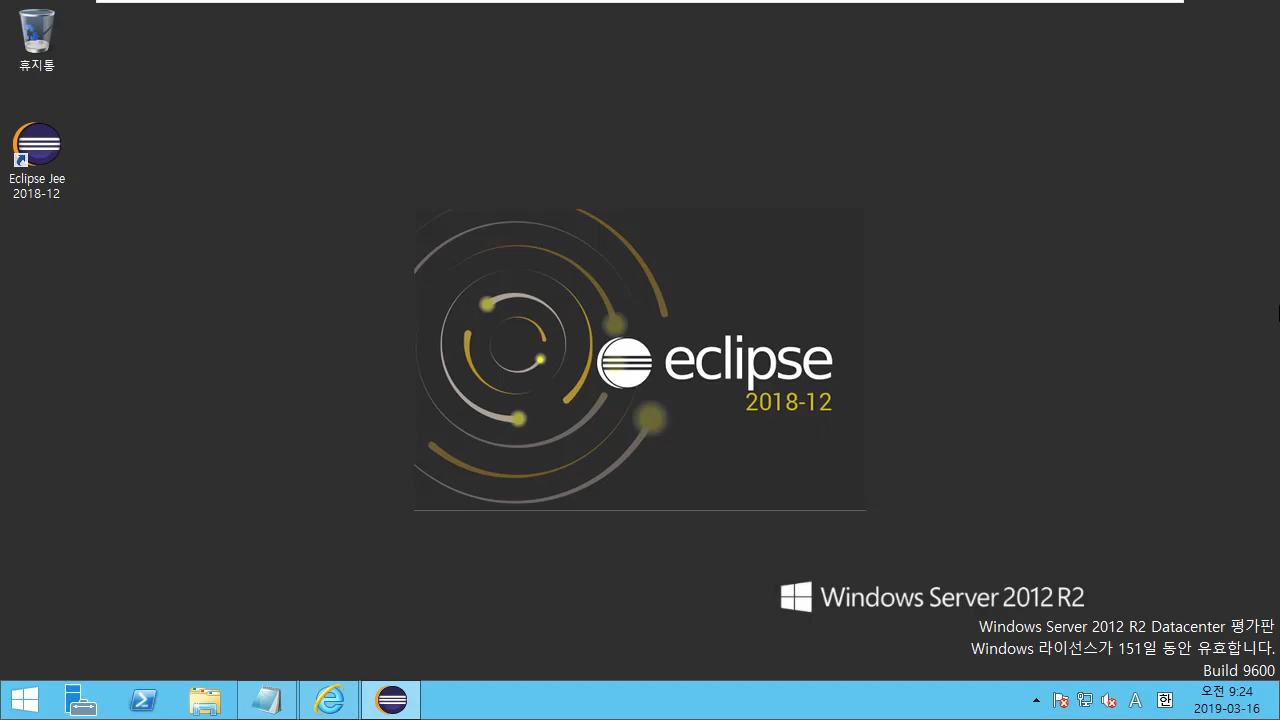 휴지통
Eclipse Jee
2018-12
eclipse
2018-12
Windows Server 2012 R2
Windows Server 2012 R2 Datacenter 평가판
Windows 라이선스가 151일 동안 유효합니다.
Build 9600
A 한
오전 9:24
2019-03-16